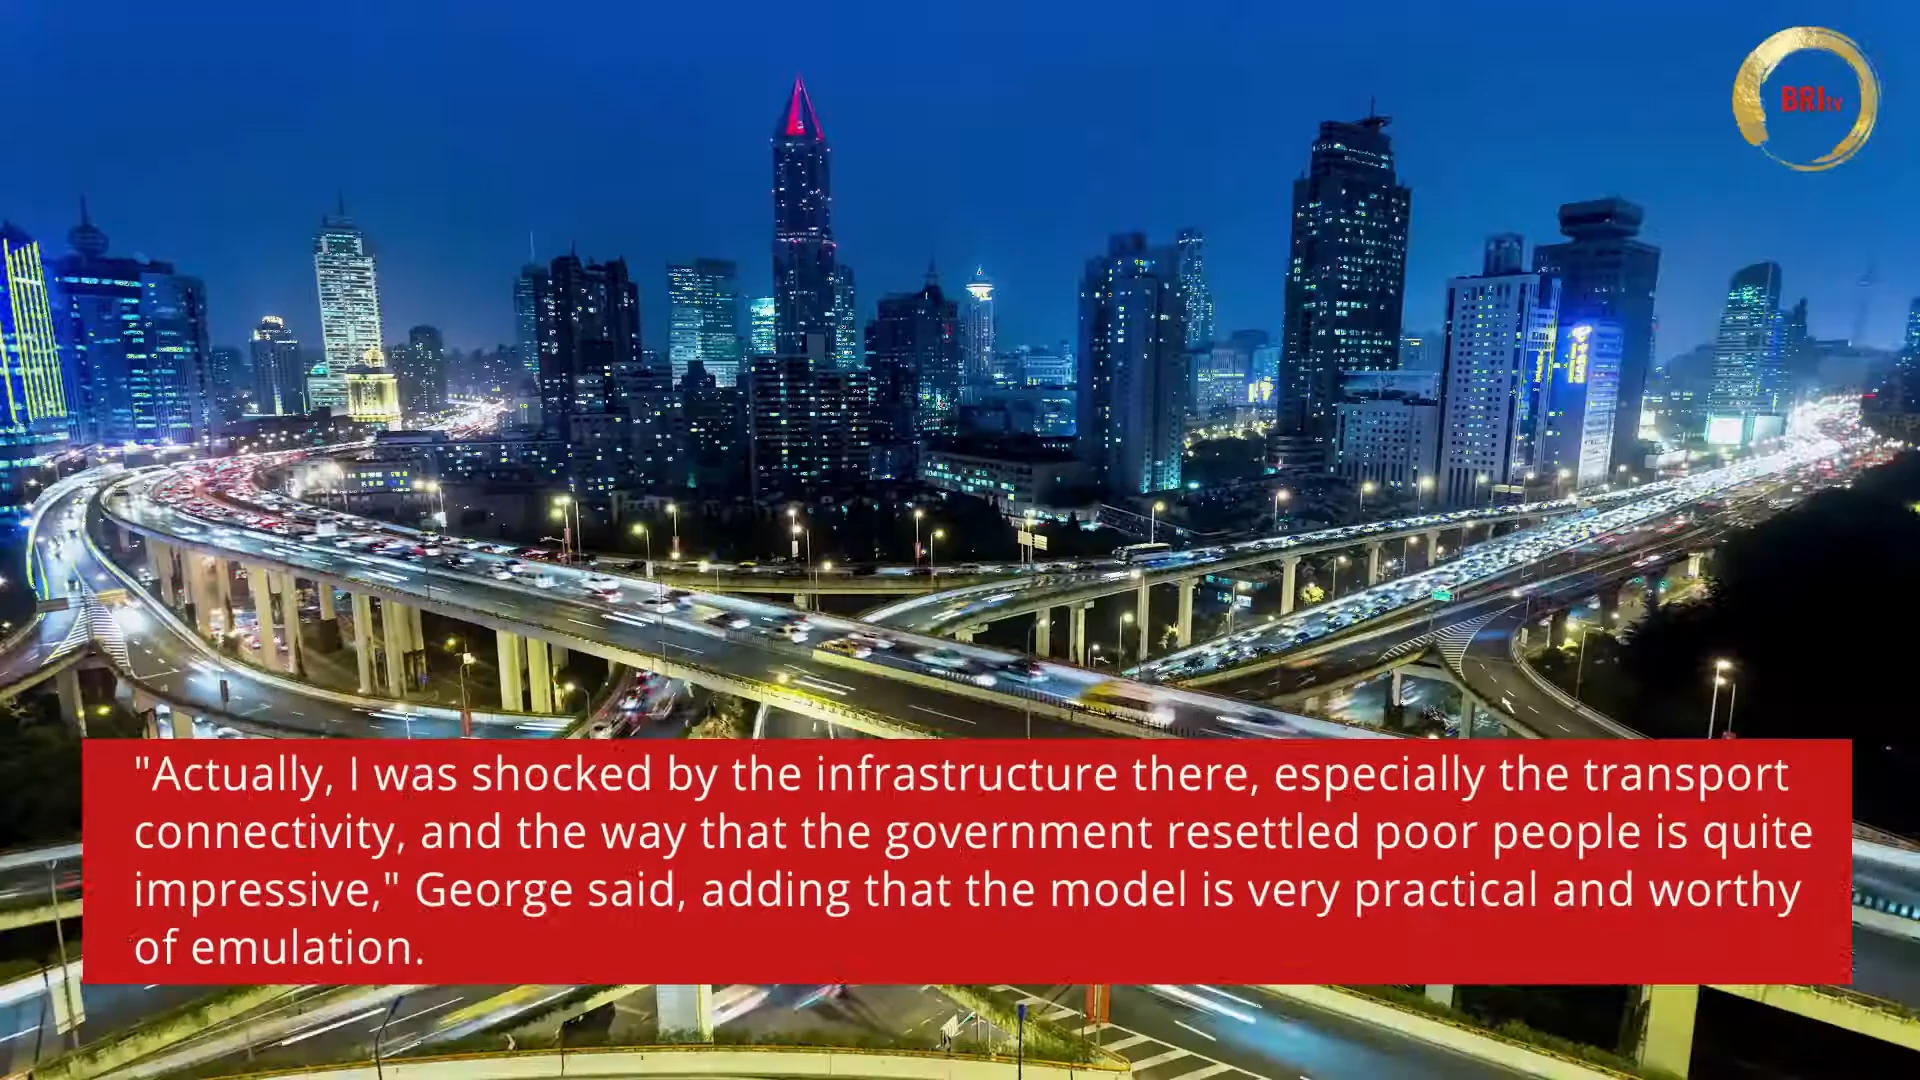 BRItv
"Actually, I was shocked by the infrastructure there, especially the transport
connectivity, and the way that the government resettled poor people is quite
impressive," George said, adding that the model is very practical and worthy
of emulation.